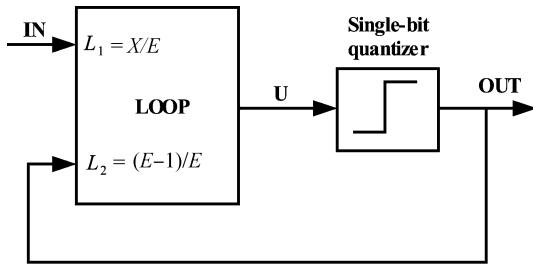 IN
L₁ = X/E
LOOP
L₂ = (E−1)/E
U
Single-bit
quantizer
OUT